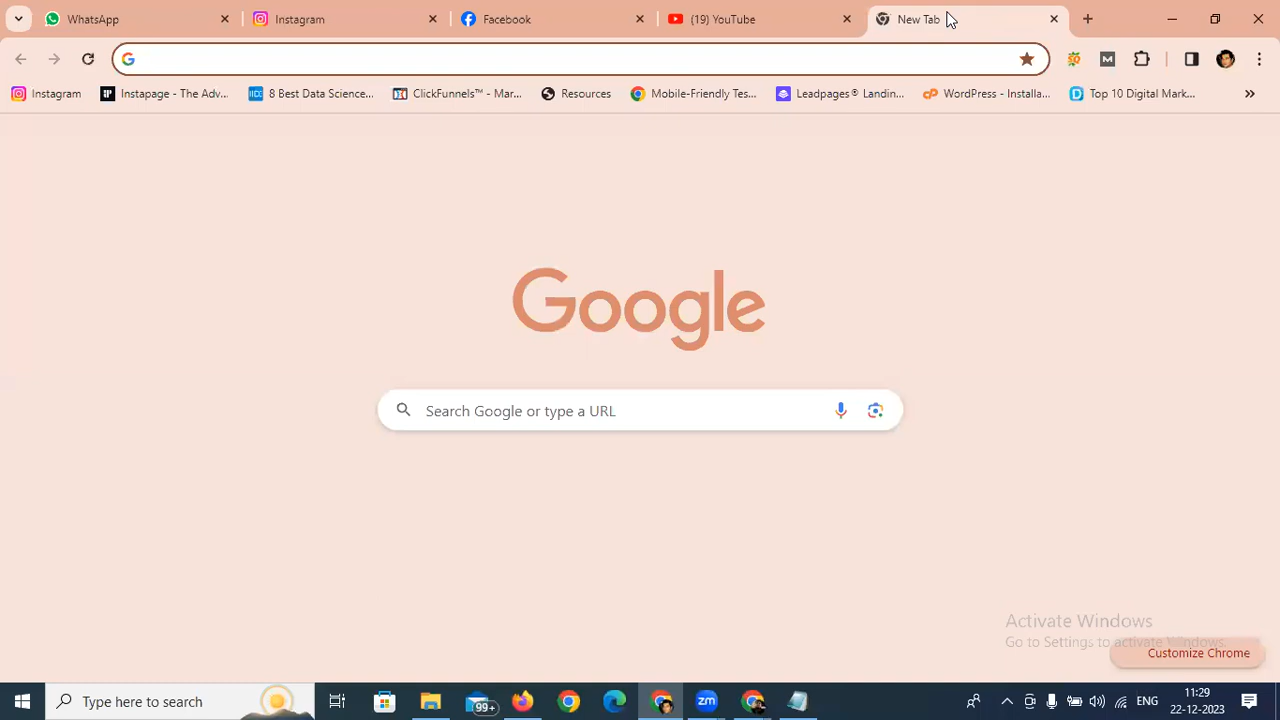 WhatsApp
Instagram
Facebook
(19) YouTube
New Tab
Instagram
Instapage - The Adv...
8 Best Data Science...
ClickFunnels™ - Mar...
Resources
Mobile-Friendly Tes...
Leadpages® Landin...
WordPress - Installa...
Top 10 Digital Mark...
Google
Search Google or type a URL
Activate Windows
Go to Settings to activate Windows.
Customize Chrome
Type here to search
99+
zm
ENG
11:29
22-12-2023